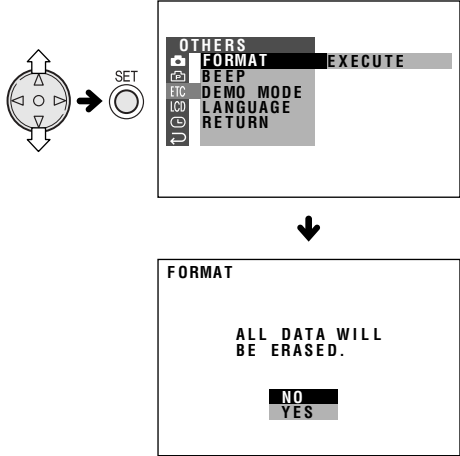 SET
OTHERS
FORMAT EXECUTE
P BEEP
ETC DEMO MODE
LCD LANGUAGE
RETURN
FORMAT
ALL DATA WILL
BE ERASED.
NO
YES